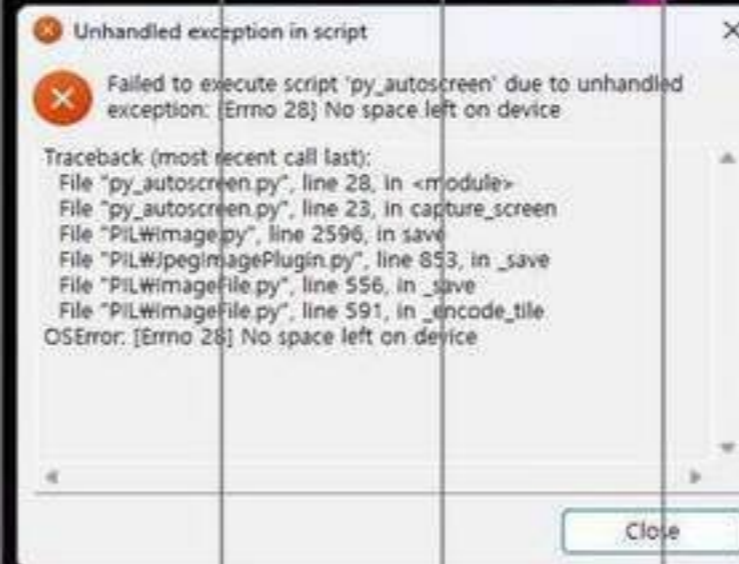 Unhandled exception in script
Failed to execute script 'py_autoscreen' due to unhandled
exception: [Errno 28] No space left on device
Traceback (most recent call last):
File "py_autoscreen.py", line 28, in <module>
File "py_autoscreen.py", line 23, in capture_screen
File "PIL₩Image.py", line 2596, in save
File "PIL₩JpegImagePlugin.py", line 853, in _save
File "PIL₩ImageFile.py", line 556, in _save
File "PIL₩ImageFile.py", line 591, in _encode_tile
OSError: [Errno 28] No space left on device
Close